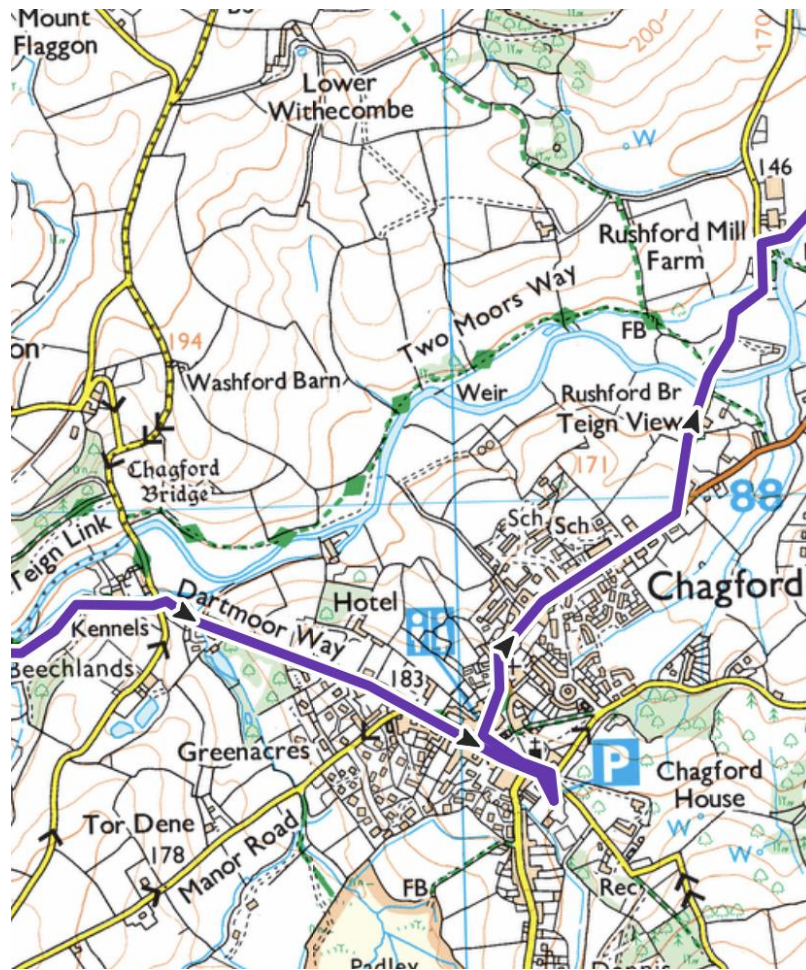 Mount
Flaggon
Lower
Withecombe
200
170
W
146
Rushford Mill
Farm
Two Moors Way
FB
194
Washford Barn
Weir
Rushford Br
Teign View
171
Chagford
Bridge
88
Sch
Sch
Teign Link
Dartmoor Way
Hotel
Chagford
Kennels
Beechlands
183
Greenacres
P
Chagford
House
Tor Dene
178
Manor Road
W
W
FB
Rec
Padley